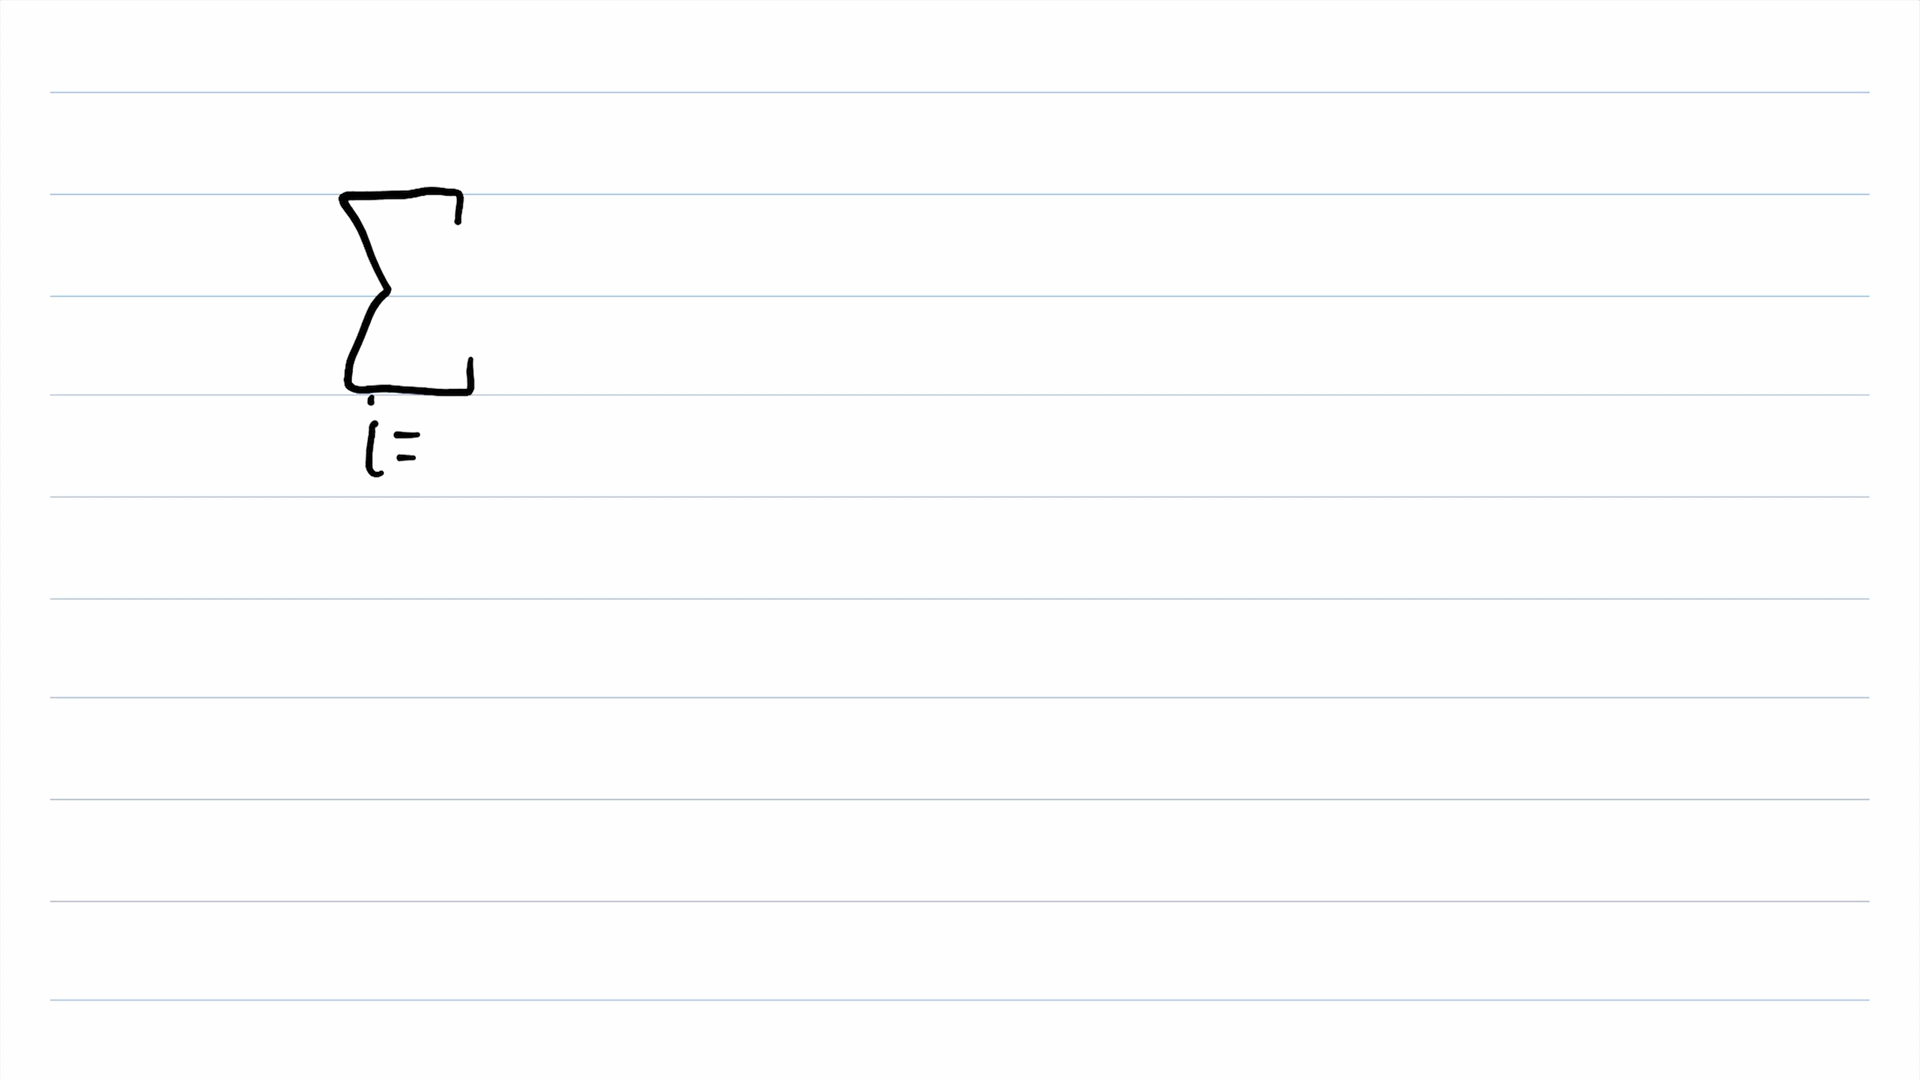 ∑
i=